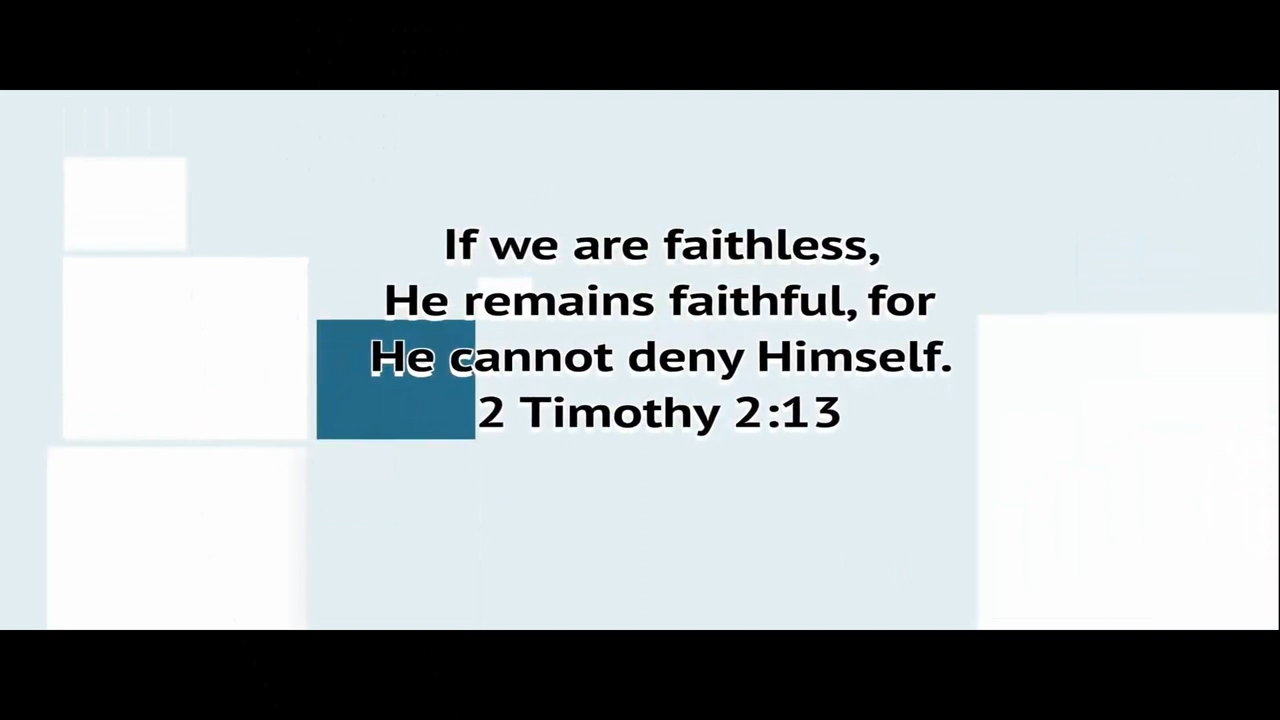 If we are faithless,
He remains faithful, for
He cannot deny Himself.
2 Timothy 2:13